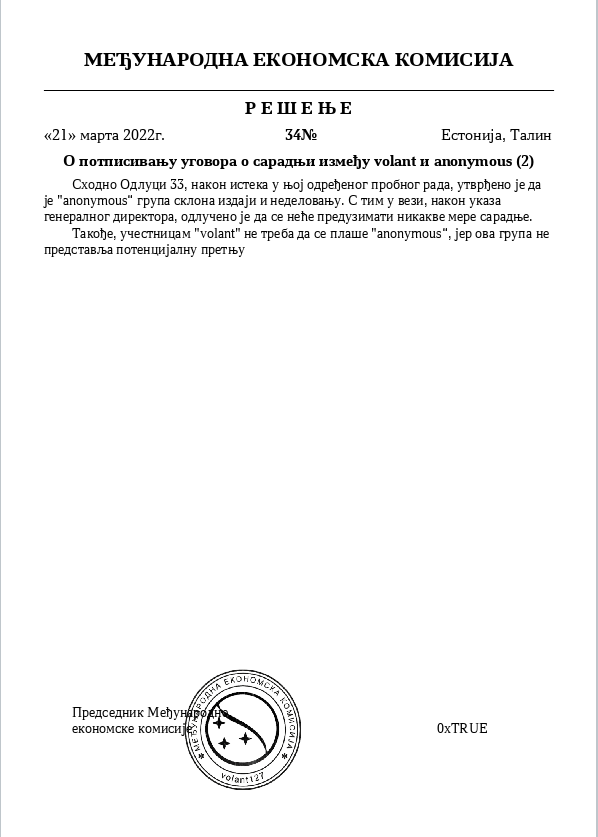 МЕЂУНАРОДНА ЕКОНОМСКА КОМИСИЈА
Р Е Ш Е Њ Е
«21» марта 2022г. 34№ Естонија, Талин
О потписивању уговора о сарадњи између volant и anonymous (2)
Сходно Одлуци 33, након истека у њој одређеног пробног рада, утврђено је да
је "anonymous“ група склона издаји и неделовању. С тим у вези, након указа
генералног директора, одлучено је да се неће предузимати никакве мере сарадње.
Такође, учестницам "volant" не треба да се плаше "anonymous“, јер ова група не
представља потенцијалну претњу
Председник Међународне
економске комисије
МЕЂУНАРОДНА ЕКОНОМСКА КОМИСИЈА
volant127
0xTRUE